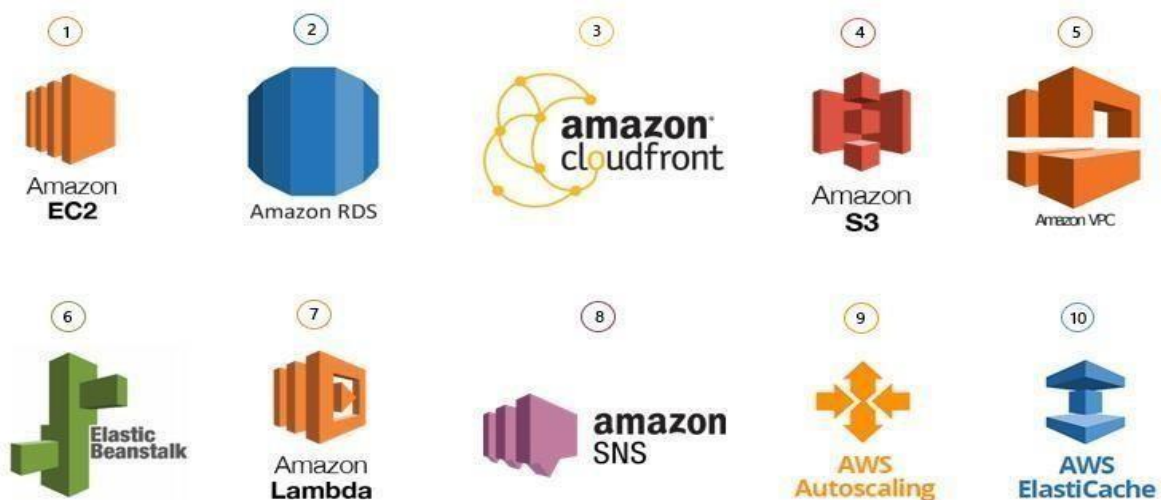 1
2
3
4
5
Amazon
EC2
Amazon RDS
amazon
cloudfront
Amazon
S3
Amazon VPC
6
7
8
9
10
Elastic
Beanstalk
Amazon
Lambda
amazon
SNS
AWS
Autoscaling
AWS
ElastiCache